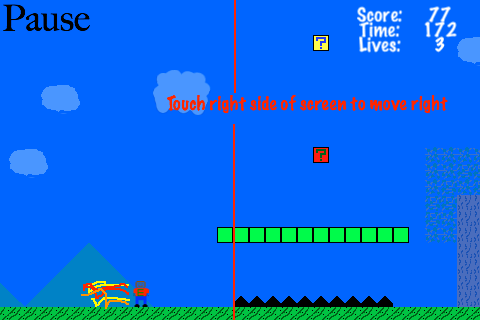 Pause
Score: 77
Time: 172
Lives: 3
?
Touch right side of screen to move right
?